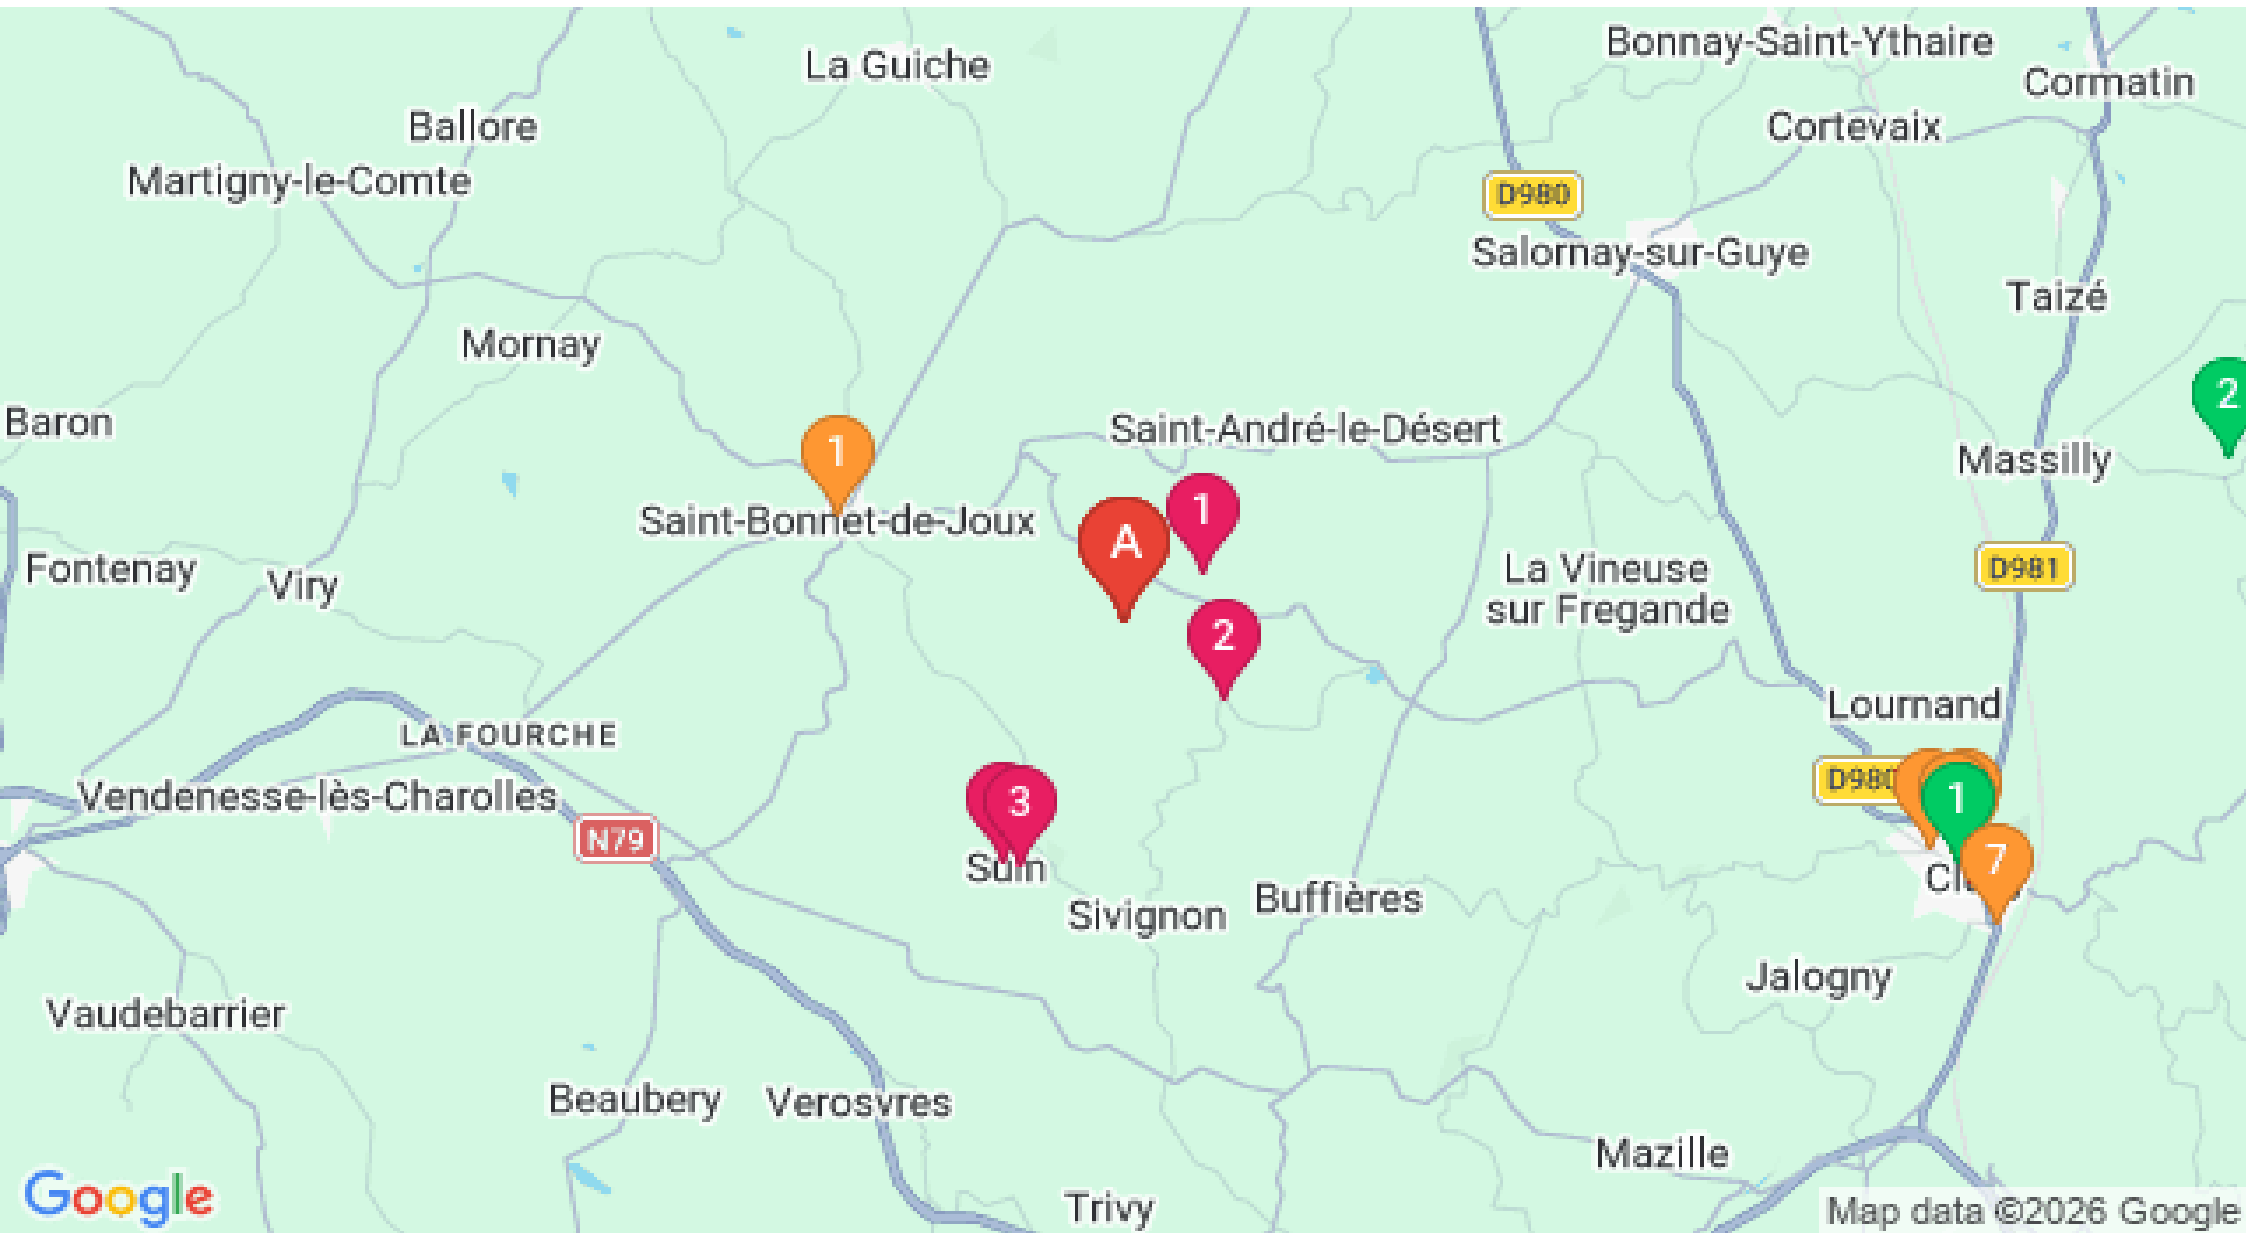 Bonnay-Saint-Ythaire
La Guiche
Cormatin
Ballore
Cortevaix
Martigny-le-Comte
D980
Salornay-sur-Guye
Taizé
Mornay
2
Baron
Saint-André-le-Désert
1
Massilly
1
Saint-Bonnet-de-Joux
A
Fontenay
Viry
La Vineuse
sur Fregande
D981
2
Lournand
LA FOURCHE
D980
Vendenesse-lès-Charolles
3
1
N79
7
Suin
Buffières
Sivignon
Jalogny
Vaudebarrier
Beaubery
Verosvres
Mazille
Google
Trivy
Map data ©2026 Google